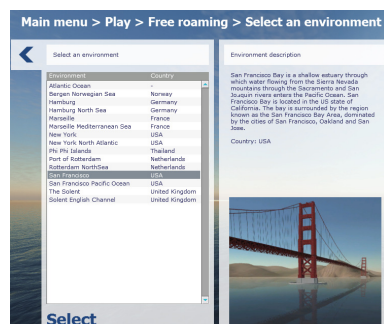 Main menu > Play > Free roaming > Select an environment
Select an environment
Environment Country
Atlantic Ocean -
Bergen Norwegian Sea Norway
Hamburg Germany
Hamburg North Sea Germany
Marseille France
Marseille Mediterranean Sea France
New York USA
New York North Atlantic USA
Phi Phi Islands Thailand
Port of Rotterdam Netherlands
Rotterdam NorthSea Netherlands
San Francisco USA
San Francisco Pacific Ocean USA
The Solent United Kingdom
Solent English Channel United Kingdom
Select
Environment description
San Francisco Bay is a shallow estuary through
which water flowing from the Sierra Nevada
mountains through the Sacramento and San
Joaquin rivers enters the Pacific Ocean. San
Francisco Bay is located in the US state of
California. The bay is surrounded by the region
known as the San Francisco Bay Area, dominated
by the cities of San Francisco, Oakland and San
Jose.
Country: USA